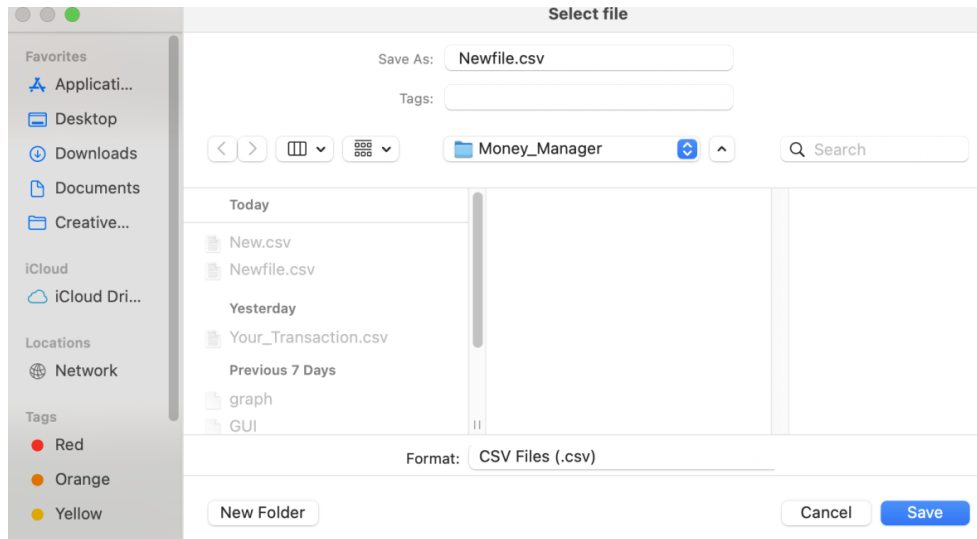 Select file
Favorites
Applicati...
Desktop
Downloads
Documents
Creative...
iCloud
iCloud Dri...
Locations
Network
Tags
Red
Orange
Yellow
Save As: Newfile.csv
Tags:
Money_Manager
Search
Today
New.csv
Newfile.csv
Yesterday
Your_Transaction.csv
Previous 7 Days
graph
GUI
Format: CSV Files (.csv)
New Folder
Cancel
Save